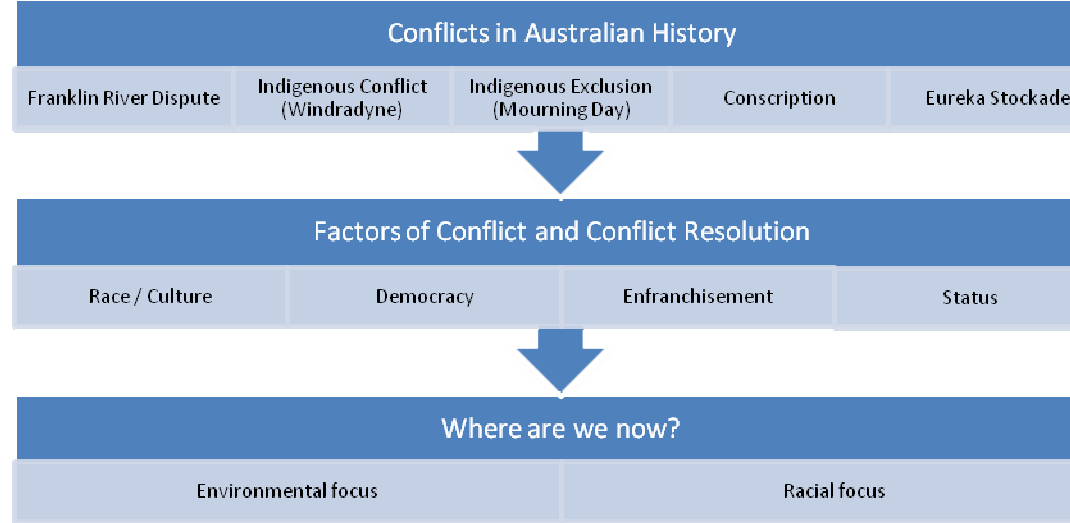 Conflicts in Australian History
Franklin River Dispute
Indigenous Conflict
(Windradyne)
Indigenous Exclusion
(Mourning Day)
Conscription
Eureka Stockade
Factors of Conflict and Conflict Resolution
Race / Culture
Democracy
Enfranchisement
Status
Where are we now?
Environmental focus
Racial focus